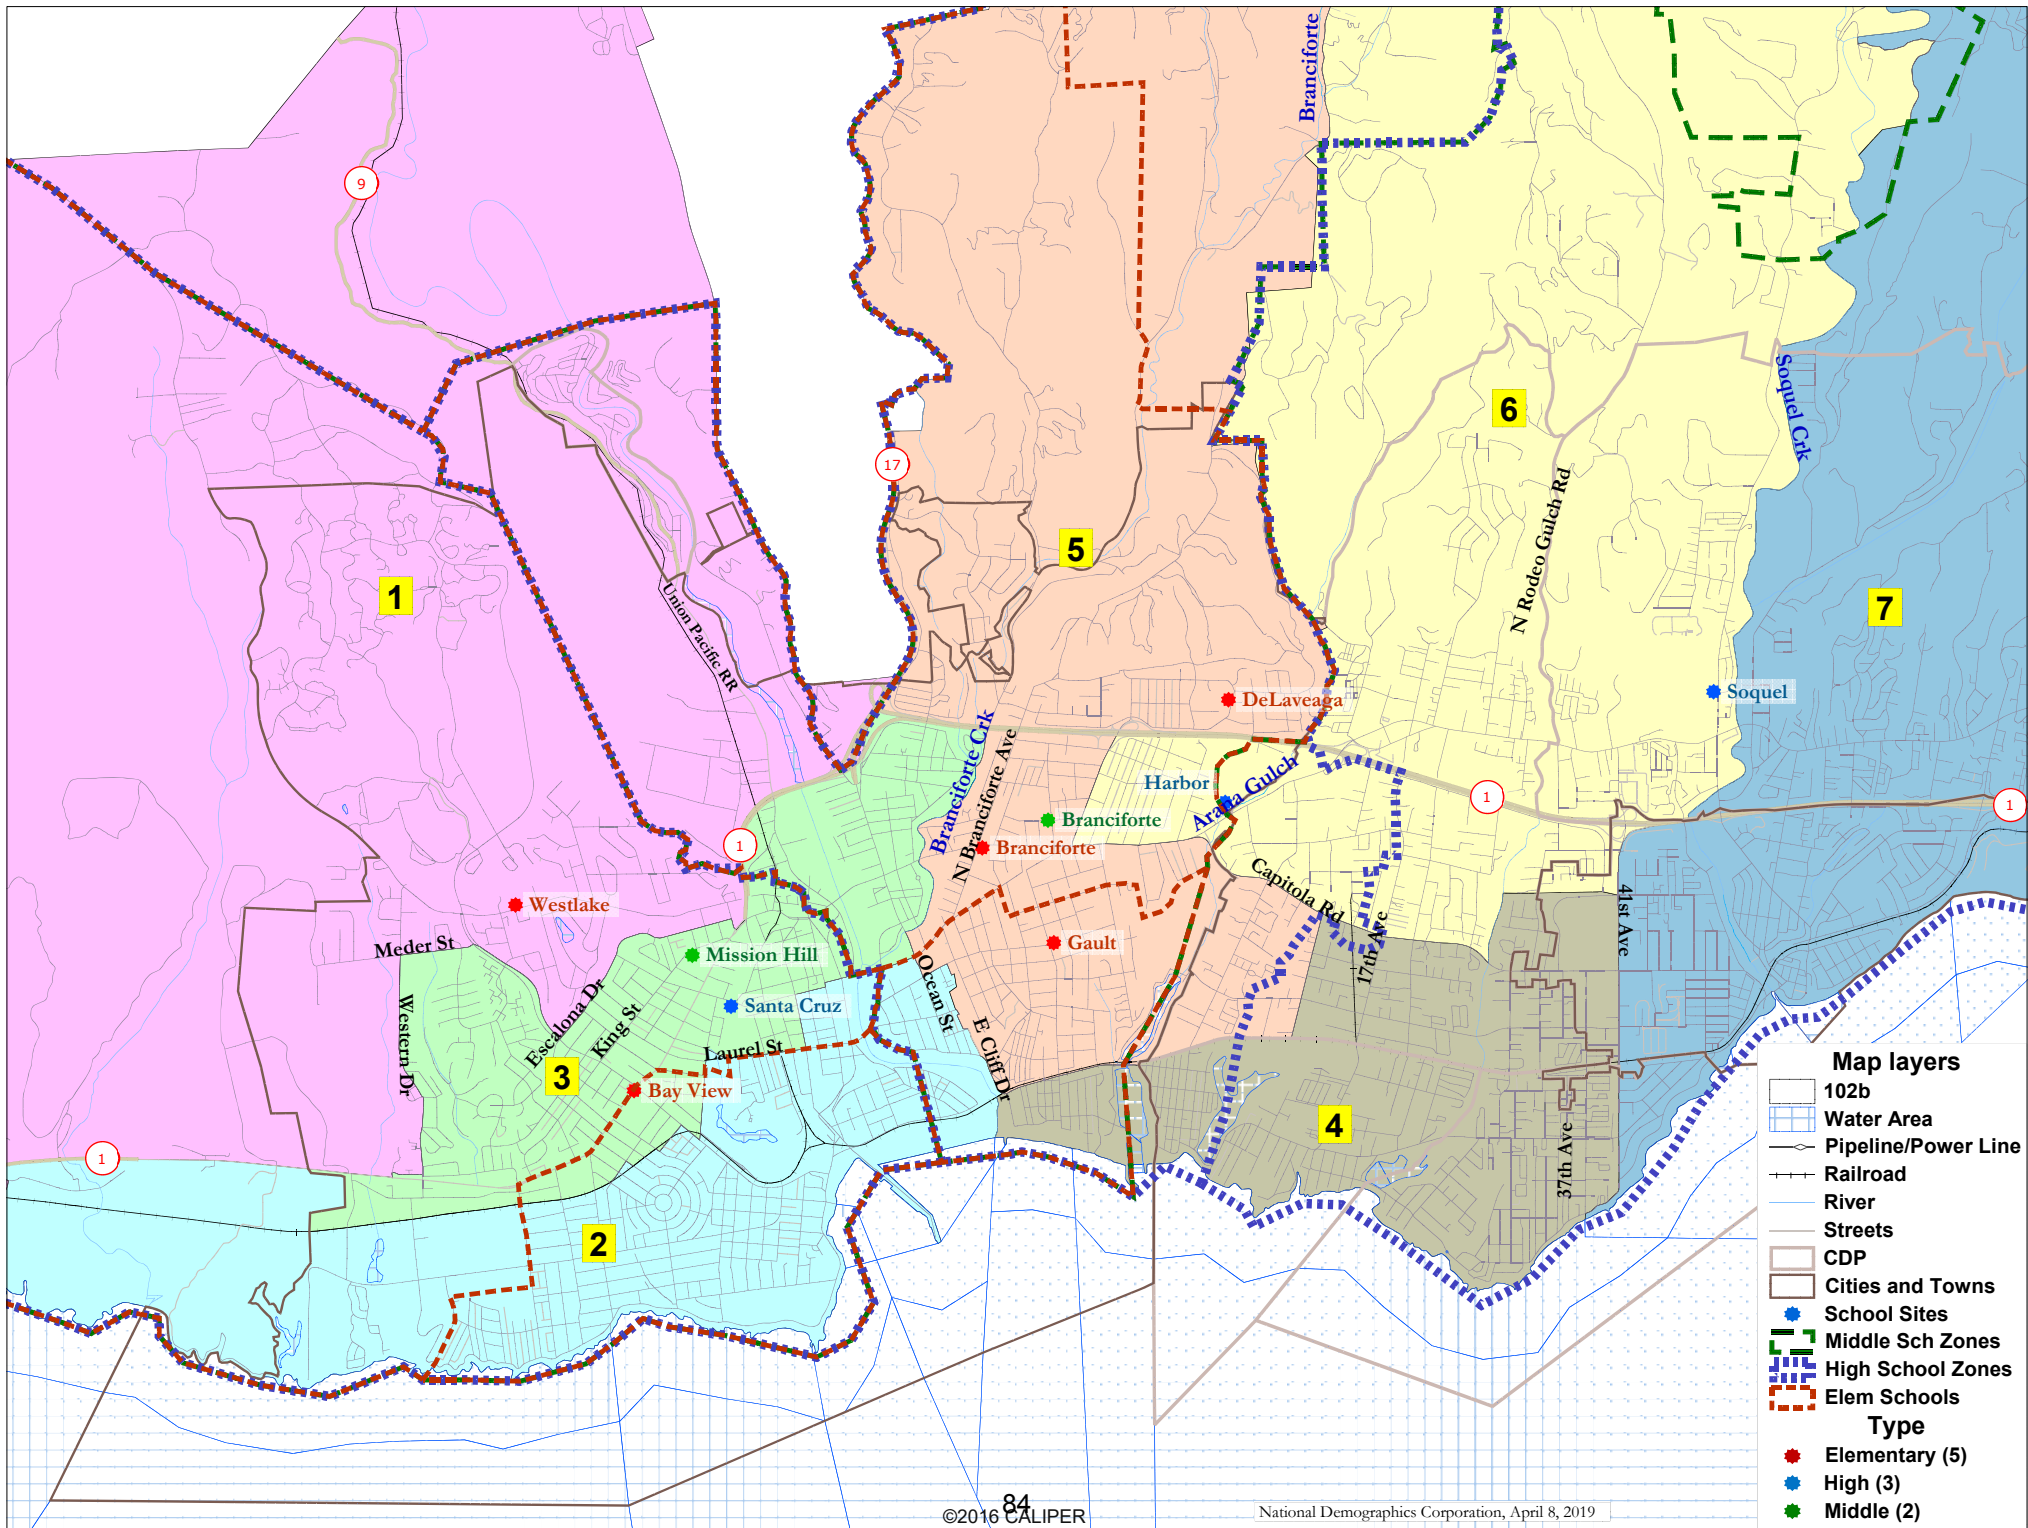 Branciforte
9
Soquel Crk
6
17
N Rodeo Gulch Rd
5
1
7
Union Pacific RR
DeLaveaga
Soquel
Branciforte Crk
N Branciforte Ave
Harbor
Arana Gulch
1
1
Branciforte
1
Branciforte
Capitola Rd
Westlake
41st Ave
17th Ave
Meder St
Mission Hill
Gault
Ocean St
Santa Cruz
Western Dr
Escalona Dr
King St
Laurel St
E Cliff Dr
3
Bay View
4
1
37th Ave
2
Map layers
102b
Water Area
Pipeline/Power Line
Railroad
River
Streets
CDP
Cities and Towns
School Sites
Middle Sch Zones
High School Zones
Elem Schools
Type
Elementary (5)
High (3)
Middle (2)
84
©2016 CALIPER
National Demographics Corporation, April 8, 2019